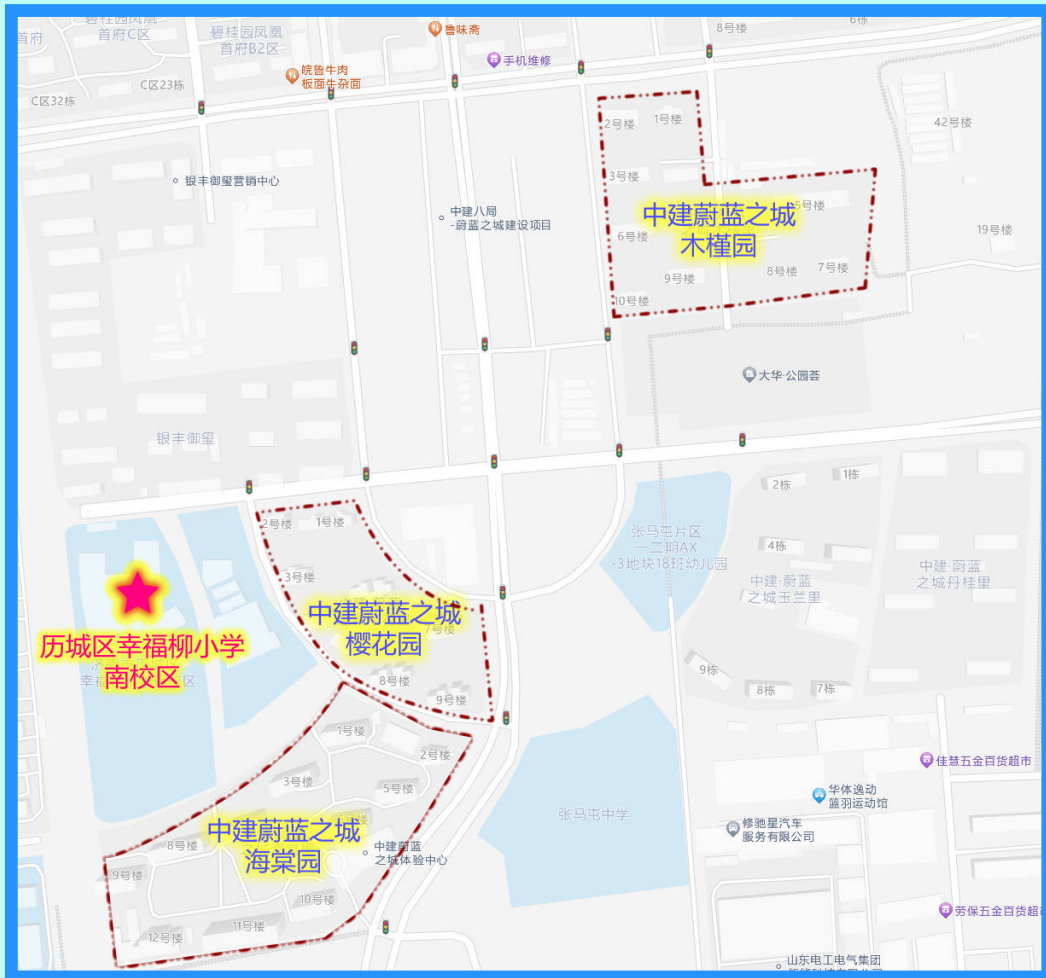 首府
碧桂园凤凰
首府C区
碧桂园凤凰
首府B2区
鲁味斋
手机维修
8号楼
6栋
皖鲁牛肉
板面牛杂面
C区23栋
C区32栋
2号楼
1号楼
42号楼
3号楼
银丰御玺营销中心
中建八局
-蔚蓝之城建设项目
中建蔚蓝之城
木槿园
5号楼
6号楼
19号楼
9号楼
8号楼
7号楼
10号楼
大华·公园荟
银丰御玺
2栋
1栋
2号楼
1号楼
张马屯片区
一二期AX
-3地块18班幼儿园
4栋
中建·蔚蓝
之城玉兰里
中建·蔚蓝
之城丹桂里
3号楼
中建蔚蓝之城
樱花园
7号楼
历城区幸福柳小学
南校区
8号楼
9号楼
9栋
8栋
7栋
1号楼
2号楼
3号楼
5号楼
佳慧五金百货超市
华体逸动
篮羽运动馆
张马屯中学
修驰星汽车
服务有限公司
中建蔚蓝之城
海棠园
8号楼
中建蔚蓝
之城体验中心
9号楼
10号楼
11号楼
12号楼
劳保五金百货超市
山东电工电气集团